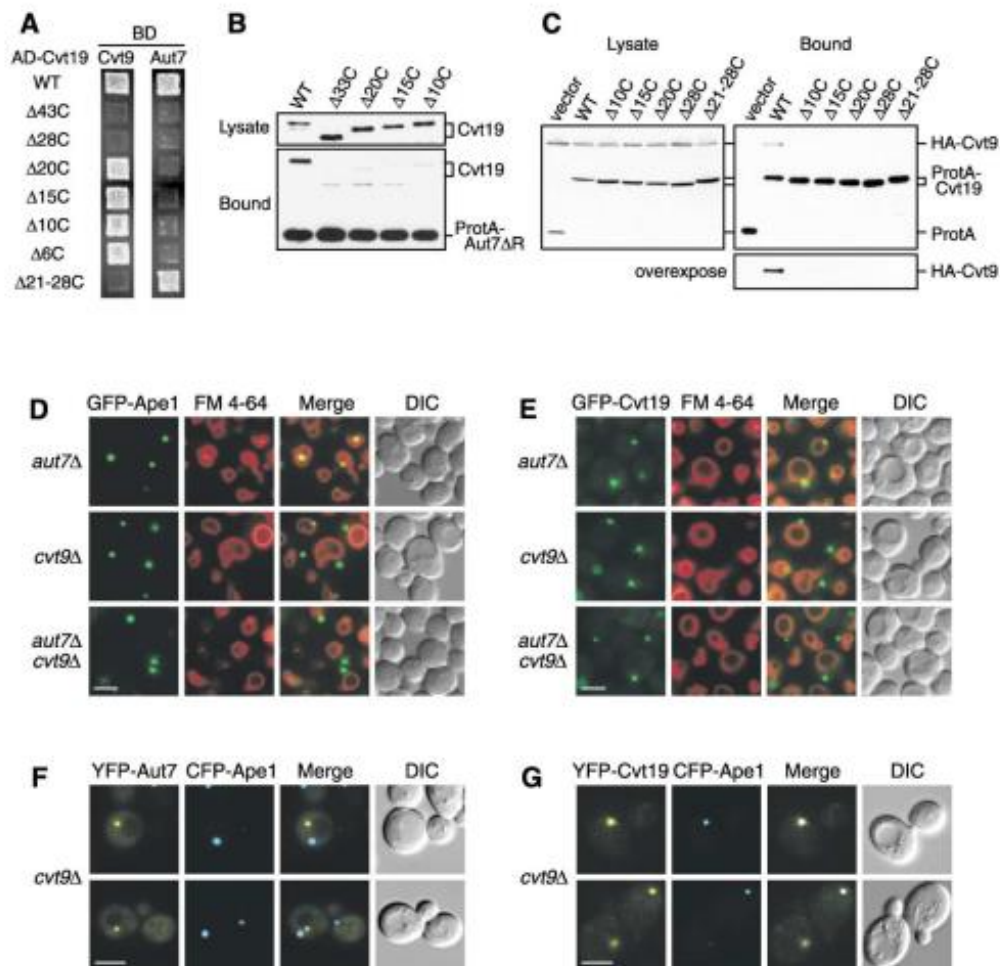 A
BD
AD-Cvt19 Cvt9 Aut7
WT
Δ43C
Δ28C
Δ20C
Δ15C
Δ10C
Δ6C
Δ21-28C
B
WT Δ33C Δ20C Δ15C Δ10C
Lysate
Cvt19
Cvt19
Bound
ProtA-
Aut7ΔR
C
Lysate Bound
vector WT Δ10C Δ15C Δ20C Δ28C Δ21-28C
vector WT Δ10C Δ15C Δ20C Δ28C Δ21-28C
HA-Cvt9
ProtA-
Cvt19
ProtA
overexpose HA-Cvt9
D
GFP-Ape1 FM 4-64 Merge DIC
aut7Δ
cvt9Δ
aut7Δ
cvt9Δ
E
GFP-Cvt19 FM 4-64 Merge DIC
aut7Δ
cvt9Δ
aut7Δ
cvt9Δ
F
YFP-Aut7 CFP-Ape1 Merge DIC
cvt9Δ
G
YFP-Cvt19 CFP-Ape1 Merge DIC
cvt9Δ